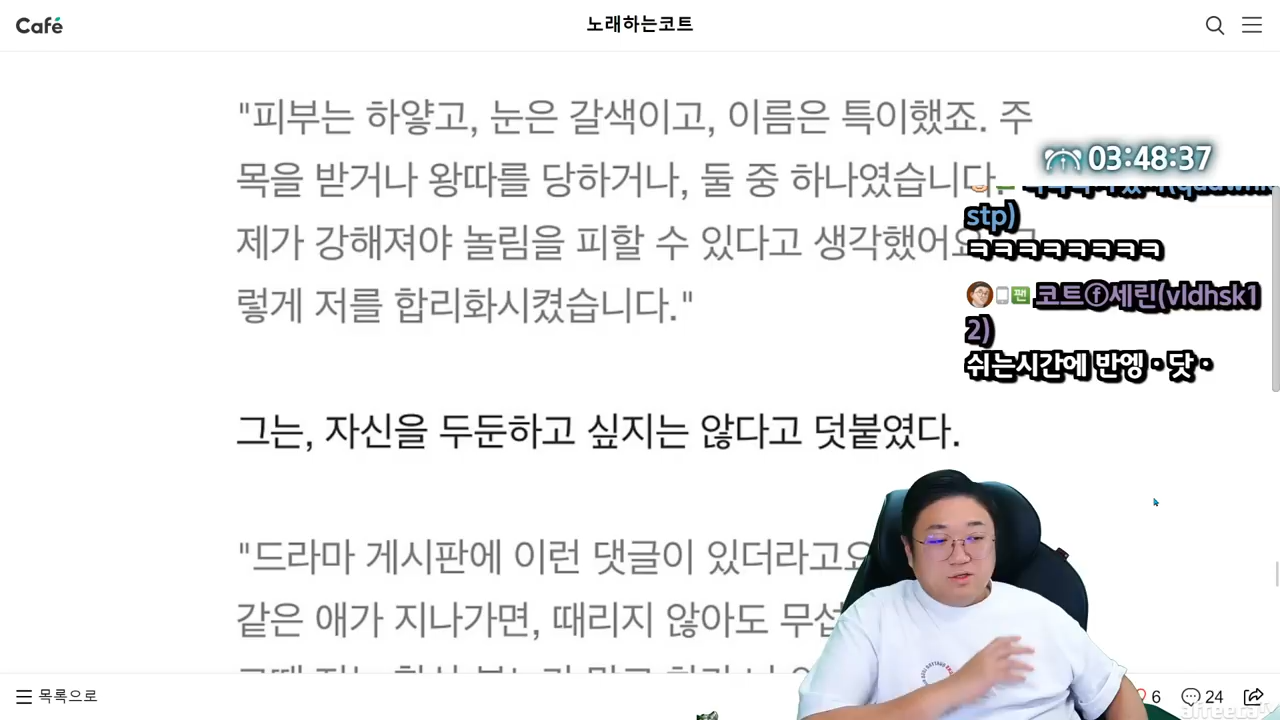 Café
노래하는코트
"피부는 하얗고, 눈은 갈색이고, 이름은 특이했죠. 주
목을 받거나 왕따를 당하거나, 둘 중 하나였습니다.
제가 강해져야 놀림을 피할 수 있다고 생각했어요
렇게 저를 합리화시켰습니다."
03:48:37
stp)
ㅋㅋㅋㅋㅋㅋㅋㅋ
코트ⓕ세린(vldhsk1
2)
쉬는시간에 반엥·닷·
그는, 자신을 두둔하고 싶지는 않다고 덧붙였다.
"드라마 게시판에 이런 댓글이 있더라고요
같은 애가 지나가면, 때리지 않아도
목록으로
6
24
afreecaTV